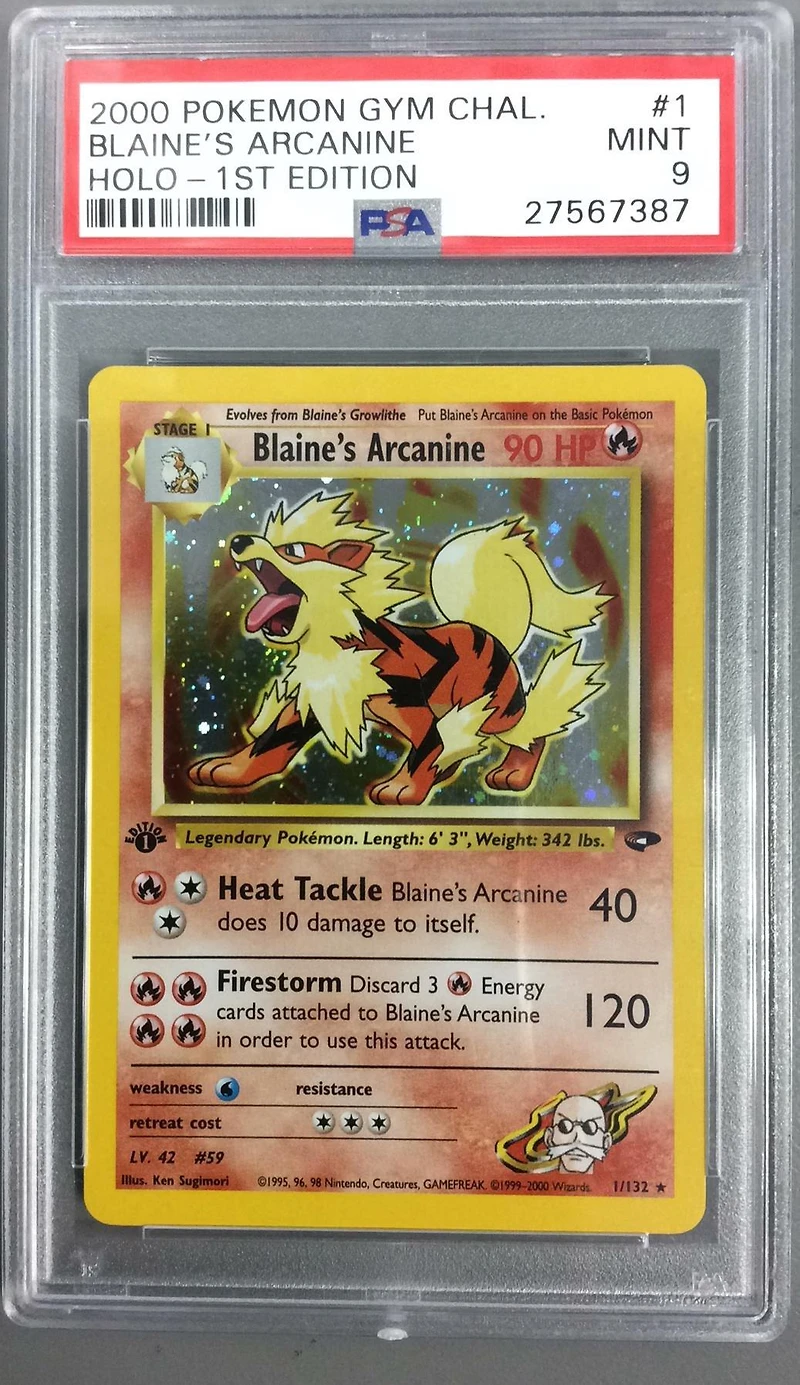 2000 POKEMON GYM CHAL. #1
BLAINE'S ARCANINE MINT
HOLO - 1ST EDITION 9
PSA 27567387
Evolves from Blaine's Growlithe Put Blaine's Arcanine on the Basic Pokémon
STAGE 1
Blaine's Arcanine 90 HP
EDITION
1
Legendary Pokémon. Length: 6' 3", Weight: 342 lbs.
Heat Tackle Blaine's Arcanine 40
does 10 damage to itself.
Firestorm Discard 3 Energy
cards attached to Blaine's Arcanine 120
in order to use this attack.
weakness resistance
retreat cost
LV. 42 #59
Illus. Ken Sugimori ©1995, 96, 98 Nintendo, Creatures, GAMEFREAK. ©1999-2000 Wizards. 1/132 ★